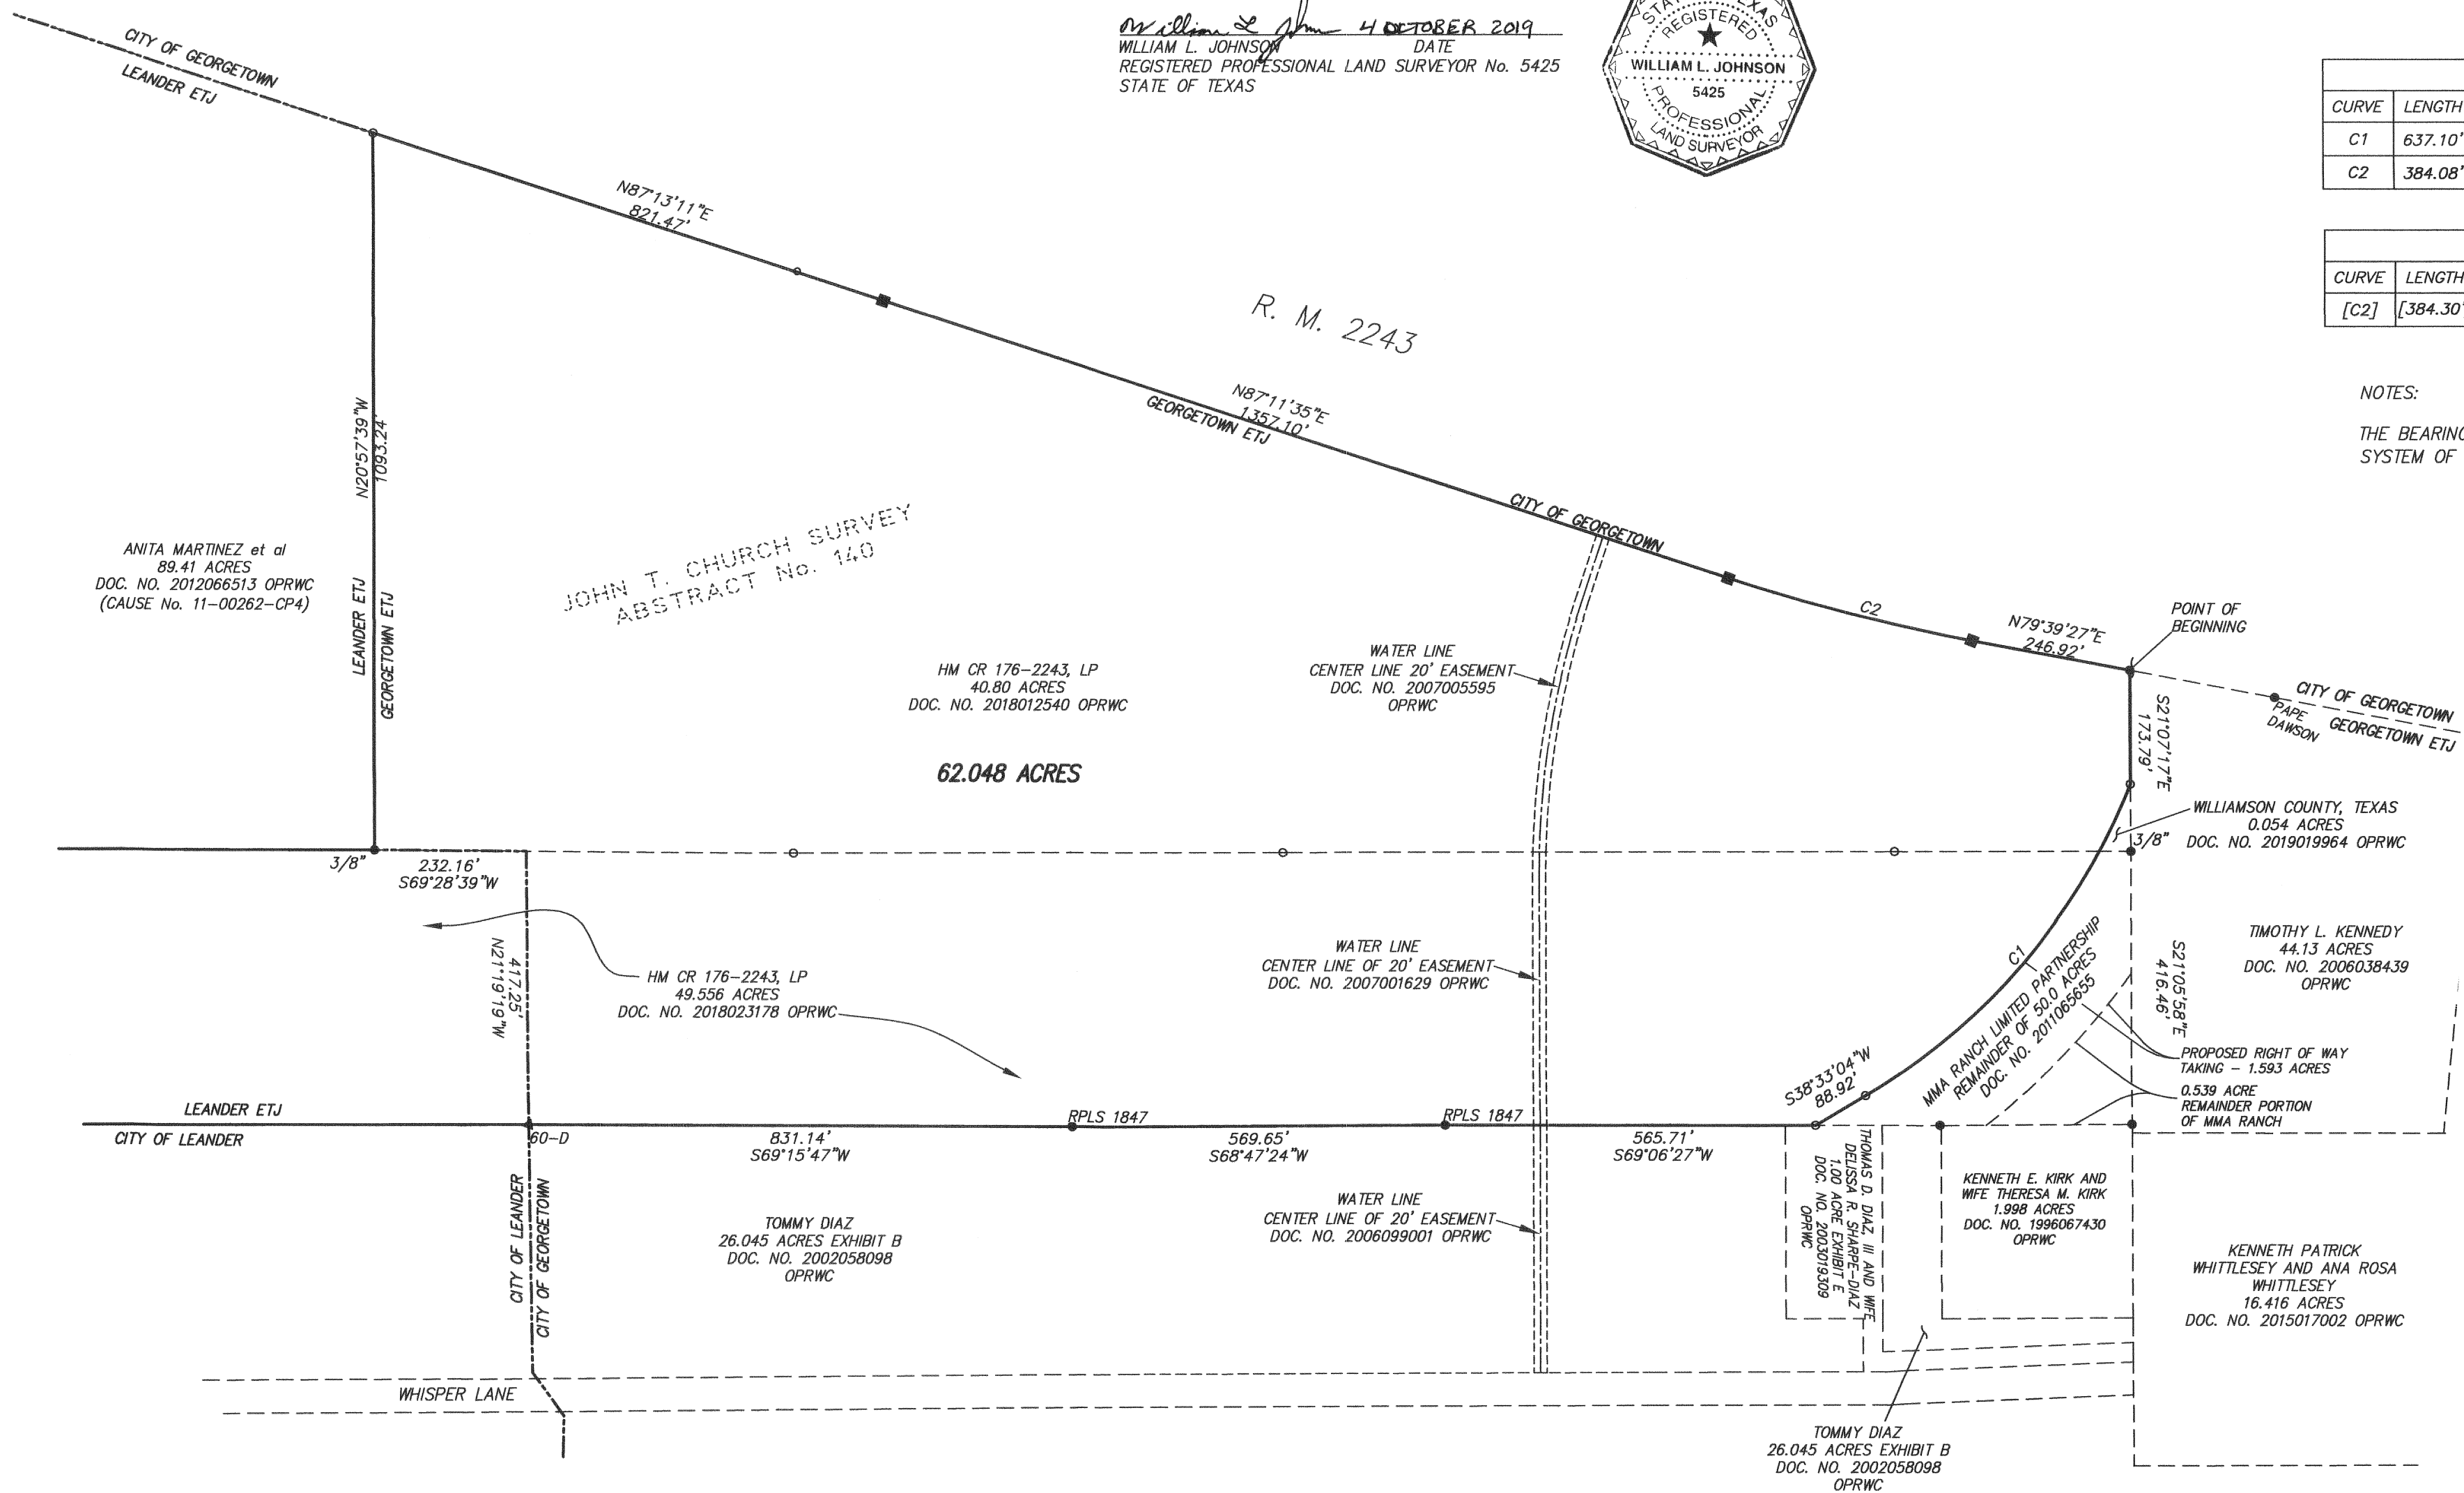 William L John 4 OCTOBER 2019
WILLIAM L. JOHNSON DATE
REGISTERED PROFESSIONAL LAND SURVEYOR No. 5425
STATE OF TEXAS
STATE TEXAS
REGISTERED
WILLIAM L. JOHNSON
5425
PROFESSIONAL
LAND SURVEYOR
CURVE LENGTH
C1 637.10'
C2 384.08'
CURVE LENGTH
[C2] [384.30'
NOTES:
THE BEARING
SYSTEM OF
CITY OF GEORGETOWN
LEANDER ETJ
N87°13'11"E
821.47'
R. M. 2243
N87°11'35"E
1357.10'
GEORGETOWN ETJ
CITY OF GEORGETOWN
C2
N79°39'27"E
246.92'
POINT OF
BEGINNING
CITY OF GEORGETOWN
GEORGETOWN ETJ
PAPE
DAWSON
S21°07'17"E
173.79'
N20°57'39"W
1093.24'
LEANDER ETJ
GEORGETOWN ETJ
ANITA MARTINEZ et al
89.41 ACRES
DOC. NO. 2012066513 OPRWC
(CAUSE No. 11-00262-CP4)
JOHN T. CHURCH SURVEY
ABSTRACT No. 140
HM CR 176-2243, LP
40.80 ACRES
DOC. NO. 2018012540 OPRWC
62.048 ACRES
WATER LINE
CENTER LINE 20' EASEMENT
DOC. NO. 2007005595
OPRWC
WILLIAMSON COUNTY, TEXAS
0.054 ACRES
DOC. NO. 2019019964 OPRWC
3/8"
3/8"
232.16'
S69°28'39"W
417.25'
N21°19'19"W
HM CR 176-2243, LP
49.556 ACRES
DOC. NO. 2018023178 OPRWC
WATER LINE
CENTER LINE OF 20' EASEMENT
DOC. NO. 2007001629 OPRWC
C1
MMA RANCH LIMITED PARTNERSHIP
REMAINDER OF 50.0 ACRES
DOC. NO. 2011065655
S21°05'58"E
416.46'
TIMOTHY L. KENNEDY
44.13 ACRES
DOC. NO. 2006038439
OPRWC
PROPOSED RIGHT OF WAY
TAKING - 1.593 ACRES
0.539 ACRE
REMAINDER PORTION
OF MMA RANCH
S38°33'04"W
88.92'
LEANDER ETJ
CITY OF LEANDER
60-D
831.14'
S69°15'47"W
RPLS 1847
569.65'
S68°47'24"W
RPLS 1847
565.71'
S69°06'27"W
CITY OF LEANDER
CITY OF GEORGETOWN
TOMMY DIAZ
26.045 ACRES EXHIBIT B
DOC. NO. 2002058098
OPRWC
WATER LINE
CENTER LINE OF 20' EASEMENT
DOC. NO. 2006099001 OPRWC
THOMAS D. DIAZ, III AND WIFE
DELISSA R. SHARPE-DIAZ
1.00 ACRE EXHIBIT E
DOC. NO. 2003019309
OPRWC
KENNETH E. KIRK AND
WIFE THERESA M. KIRK
1.998 ACRES
DOC. NO. 1996067430
OPRWC
KENNETH PATRICK
WHITTLESEY AND ANA ROSA
WHITTLESEY
16.416 ACRES
DOC. NO. 2015017002 OPRWC
WHISPER LANE
TOMMY DIAZ
26.045 ACRES EXHIBIT B
DOC. NO. 2002058098
OPRWC